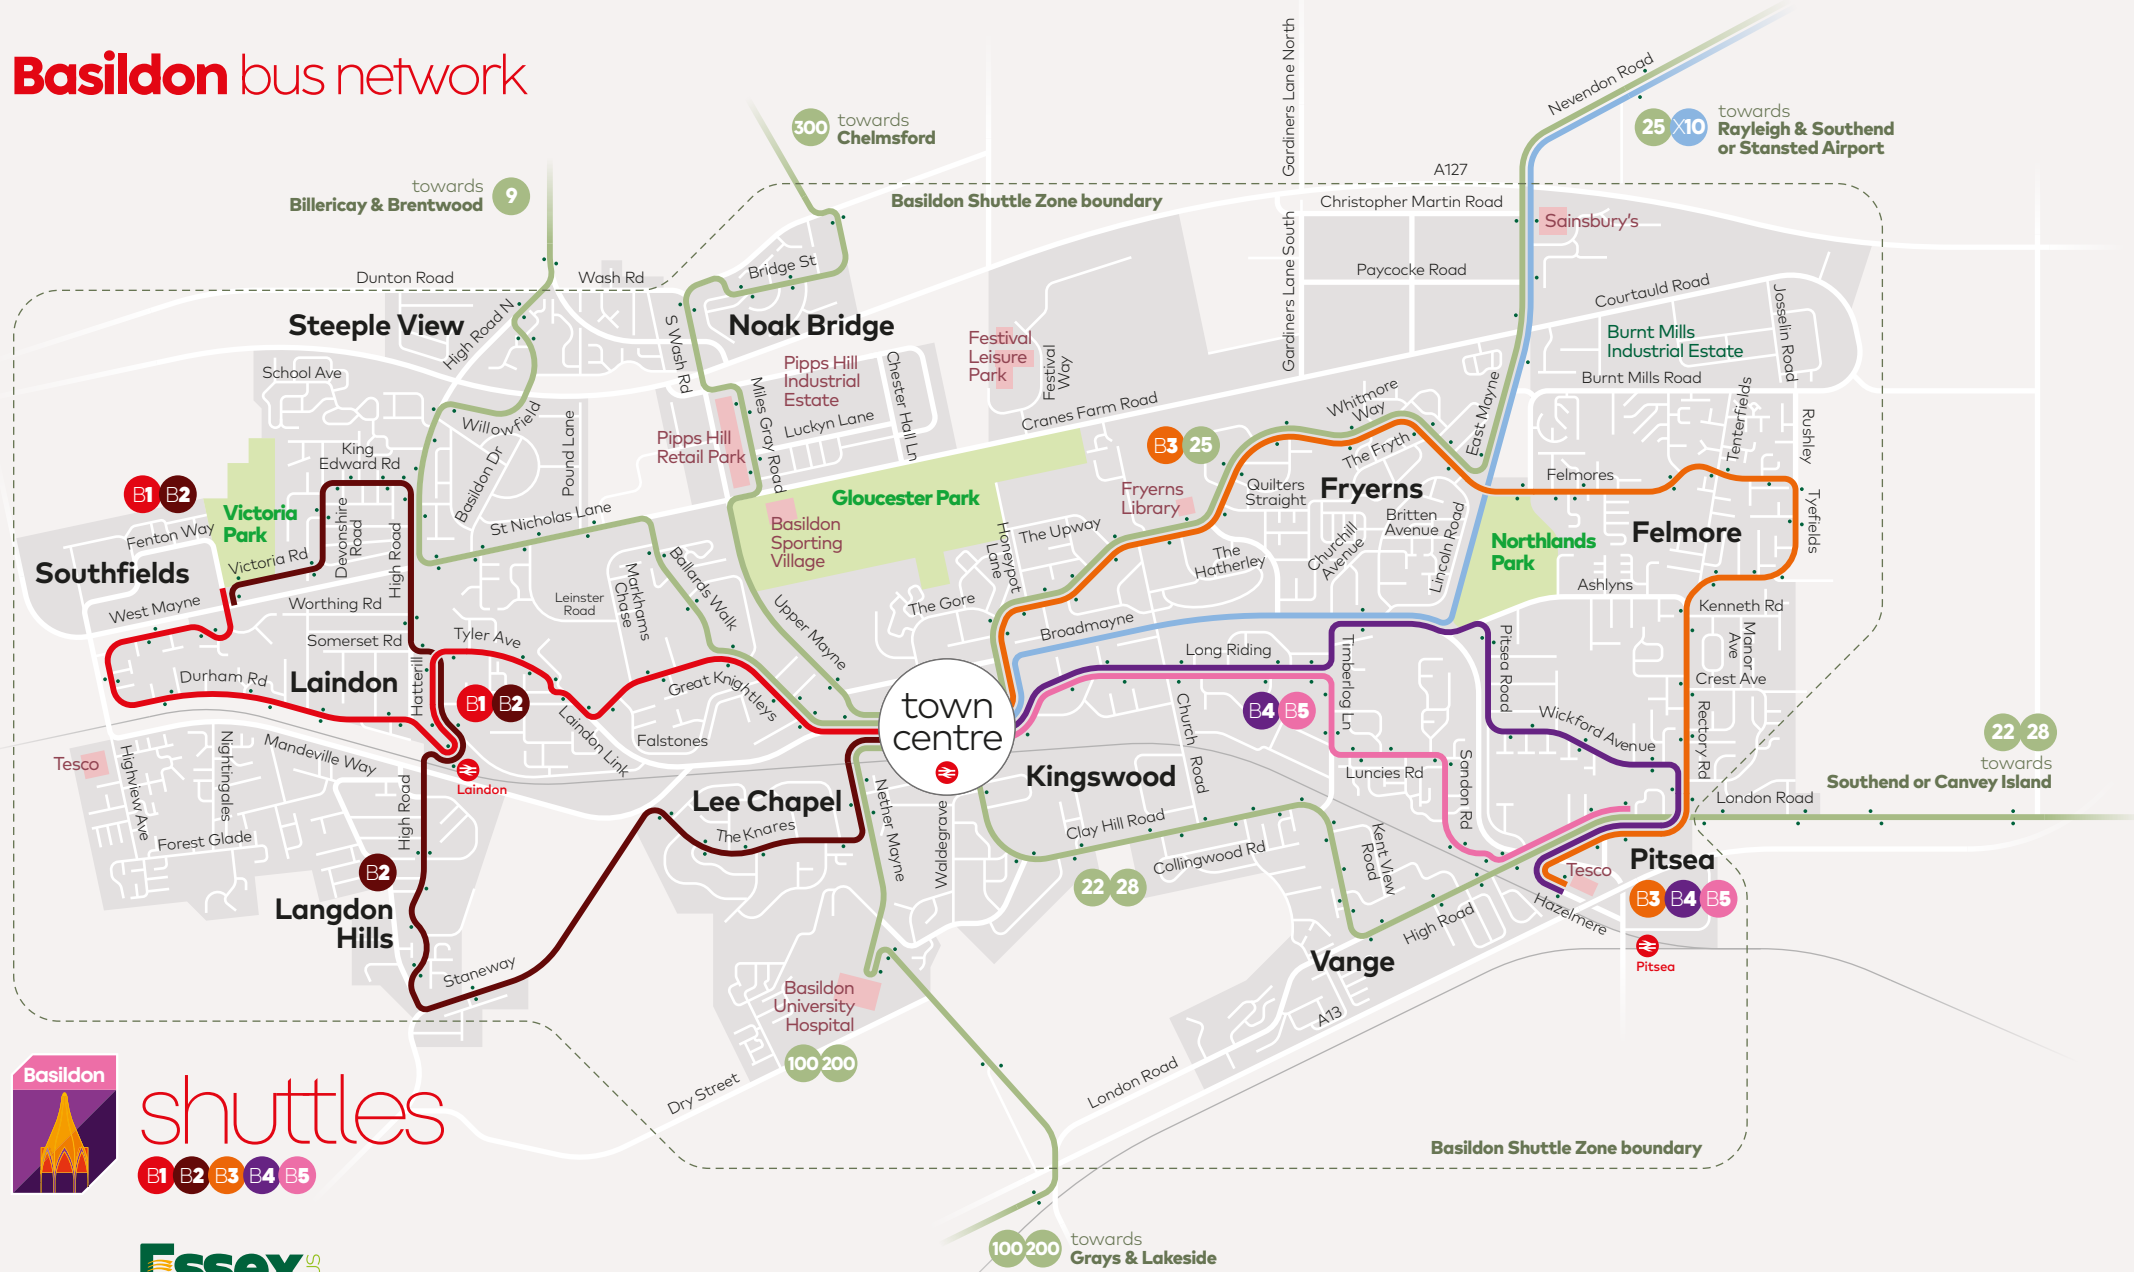 Basildon bus network
300
towards
Chelmsford
Gardiners Lane North
Nevendon Road
25
X10
towards
Rayleigh & Southend
or Stansted Airport
towards
Billericay & Brentwood
9
A127
Basildon Shuttle Zone boundary
Christopher Martin Road
Sainsbury's
Gardiners Lane South
Paycocke Road
Dunton Road
Wash Rd
Bridge St
Courtauld Road
Josselin Road
Steeple View
High Road N
S Wash Rd
Noak Bridge
Burnt Mills
Industrial Estate
Festival
Leisure
Park
Festival
Way
Pipps Hill
Industrial
Estate
Chester Hall Ln
School Ave
Burnt Mills Road
Miles Gray Road
Luckyn Lane
Cranes Farm Road
Whitmore
Way
East Mayne
Tenterfields
Rushley
Willowfield
Pound Lane
Pipps Hill
Retail Park
B3
25
The Fryth
King
Edward Rd
Basildon Dr
Felmores
B1
B2
Gloucester Park
Fryerns
Library
Quilters
Straight
Fryerns
Victoria
Park
Devonshire
Road
High Road
St Nicholas Lane
Basildon
Sporting
Village
Honeypot
Lane
The Upway
Britten
Avenue
Lincoln Road
Northlands
Park
Felmore
Tyefields
Fenton Way
Victoria Rd
Southfields
Ballards Walk
The
Hatherley
Churchill
Avenue
Ashlyns
West Mayne
Worthing Rd
Leinster
Road
Markhams
Chase
Upper Mayne
The Gore
Kenneth Rd
Somerset Rd
Tyler Ave
Broadmayne
Timberlog Ln
Pitsea Road
Manor
Ave
Durham Rd
Laindon
Hatterill
Great Knightleys
Long Riding
Crest Ave
B1
B2
Laindon Link
town
centre
Church Road
B4
B5
Wickford Avenue
Rectory Rd
22
28
towards
Southend or Canvey Island
Falstones
Tesco
Highview Ave
Nightingales
Mandeville Way
Laindon
Kingswood
Luncies Rd
Sandon Rd
High Road
Lee Chapel
The Knares
Nether Mayne
Waldegrave
Clay Hill Road
London Road
Forest Glade
Collingwood Rd
Kent View
Road
Pitsea
Tesco
B2
22
28
B3
B4
B5
Langdon
Hills
High Road
Hazelmere
Staneway
Vange
Pitsea
Basildon
University
Hospital
A13
100
200
Dry Street
London Road
Basildon
shuttles
B1
B2
B3
B4
B5
Basildon Shuttle Zone boundary
100
200
towards
Grays & Lakeside
Essex